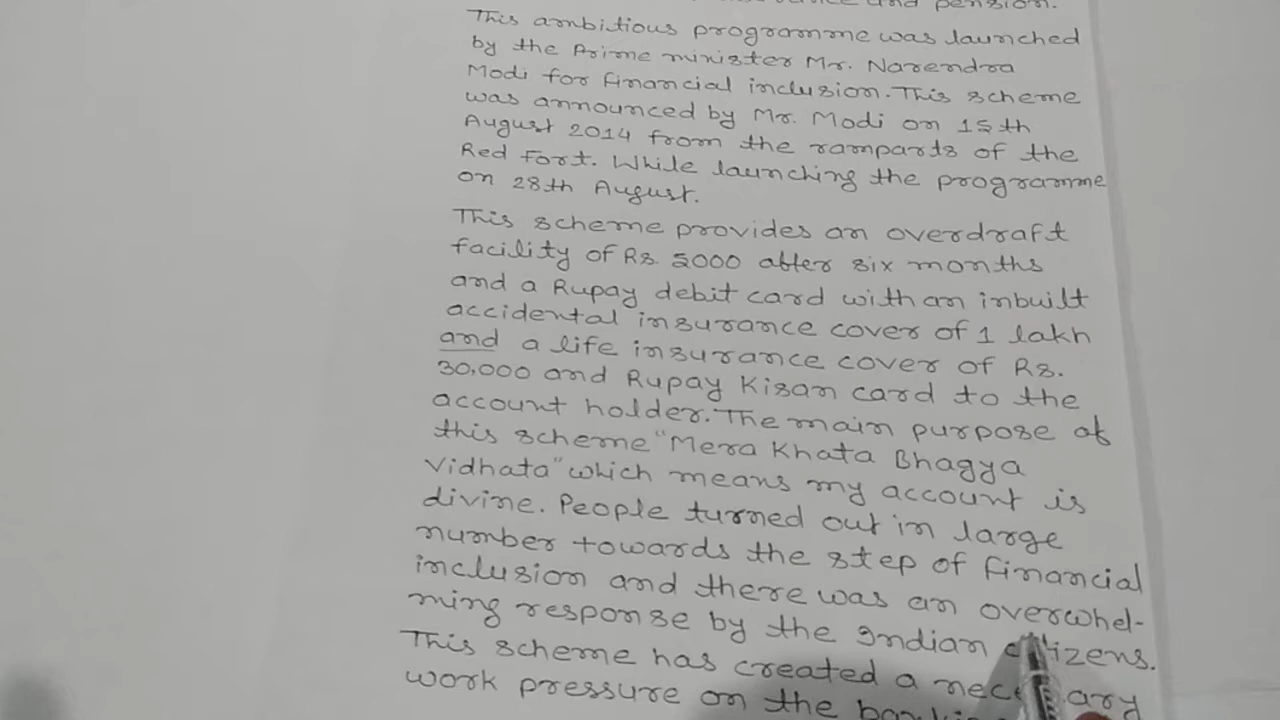 and pension.
This ambitious programme was launched
by the Prime minister Mr. Narendra
Modi for financial inclusion. This scheme
was announced by Mr. Modi on 15th
August 2014 from the ramparts of the
Red Fort. While launching the programme
on 28th August.
This scheme provides an overdraft
facility of Rs. 5000 after six months
and a Rupay debit card with an inbuilt
accidental insurance cover of 1 lakh
and a life insurance cover of Rs.
30,000 and Rupay Kisan card to the
account holder. The main purpose of
this scheme "Mera Khata Bhagya
Vidhata" which means my account is
divine. People turned out in large
number towards the step of financial
inclusion and there was an overwhel-
ming response by the Indian citizens.
This scheme has created a
work pressure on the